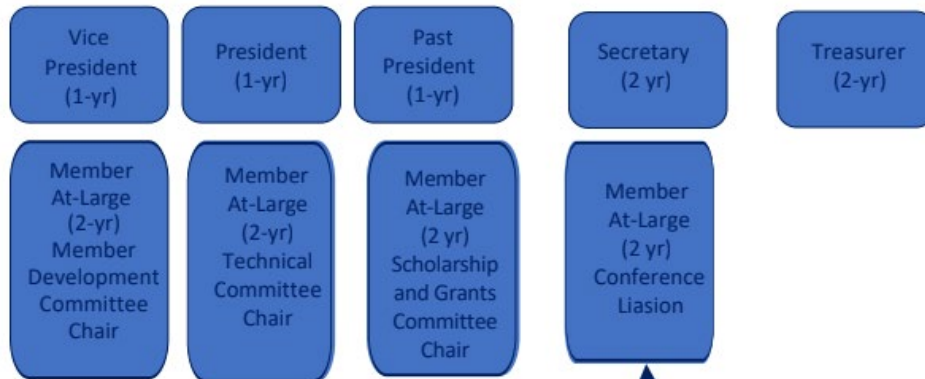 Vice
President
(1-yr)
President
(1-yr)
Past
President
(1-yr)
Secretary
(2 yr)
Treasurer
(2-yr)
Member
At-Large
(2-yr)
Member
Development
Committee
Chair
Member
At-Large
(2-yr)
Technical
Committee
Chair
Member
At-Large
(2 yr)
Scholarship
and Grants
Committee
Chair
Member
At-Large
(2 yr)
Conference
Liasion